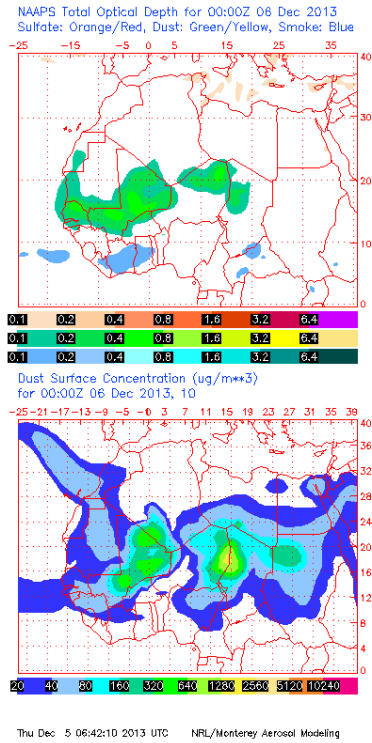 NAAPS Total Optical Depth for 00:00Z 06 Dec 2013
Sulfate: Orange/Red, Dust: Green/Yellow, Smoke: Blue
-25 -15 -5 5 15 25 35
40
30
20
10
0
0.1 0.2 0.4 0.8 1.6 3.2 6.4
0.1 0.2 0.4 0.8 1.6 3.2 6.4
0.1 0.2 0.4 0.8 1.6 3.2 6.4
Dust Surface Concentration (ug/m**3)
for 00:00Z 06 Dec 2013, 10
-25 -21 -17 -13 -9 -5 -1 0 3 7 11 15 19 23 27 31 35 39
40
36
32
28
24
20
16
12
8
4
0
20 40 80 160 320 640 1280 2560 5120 10240
Thu Dec 5 06:42:10 2013 UTC NRL/Monterey Aerosol Modeling